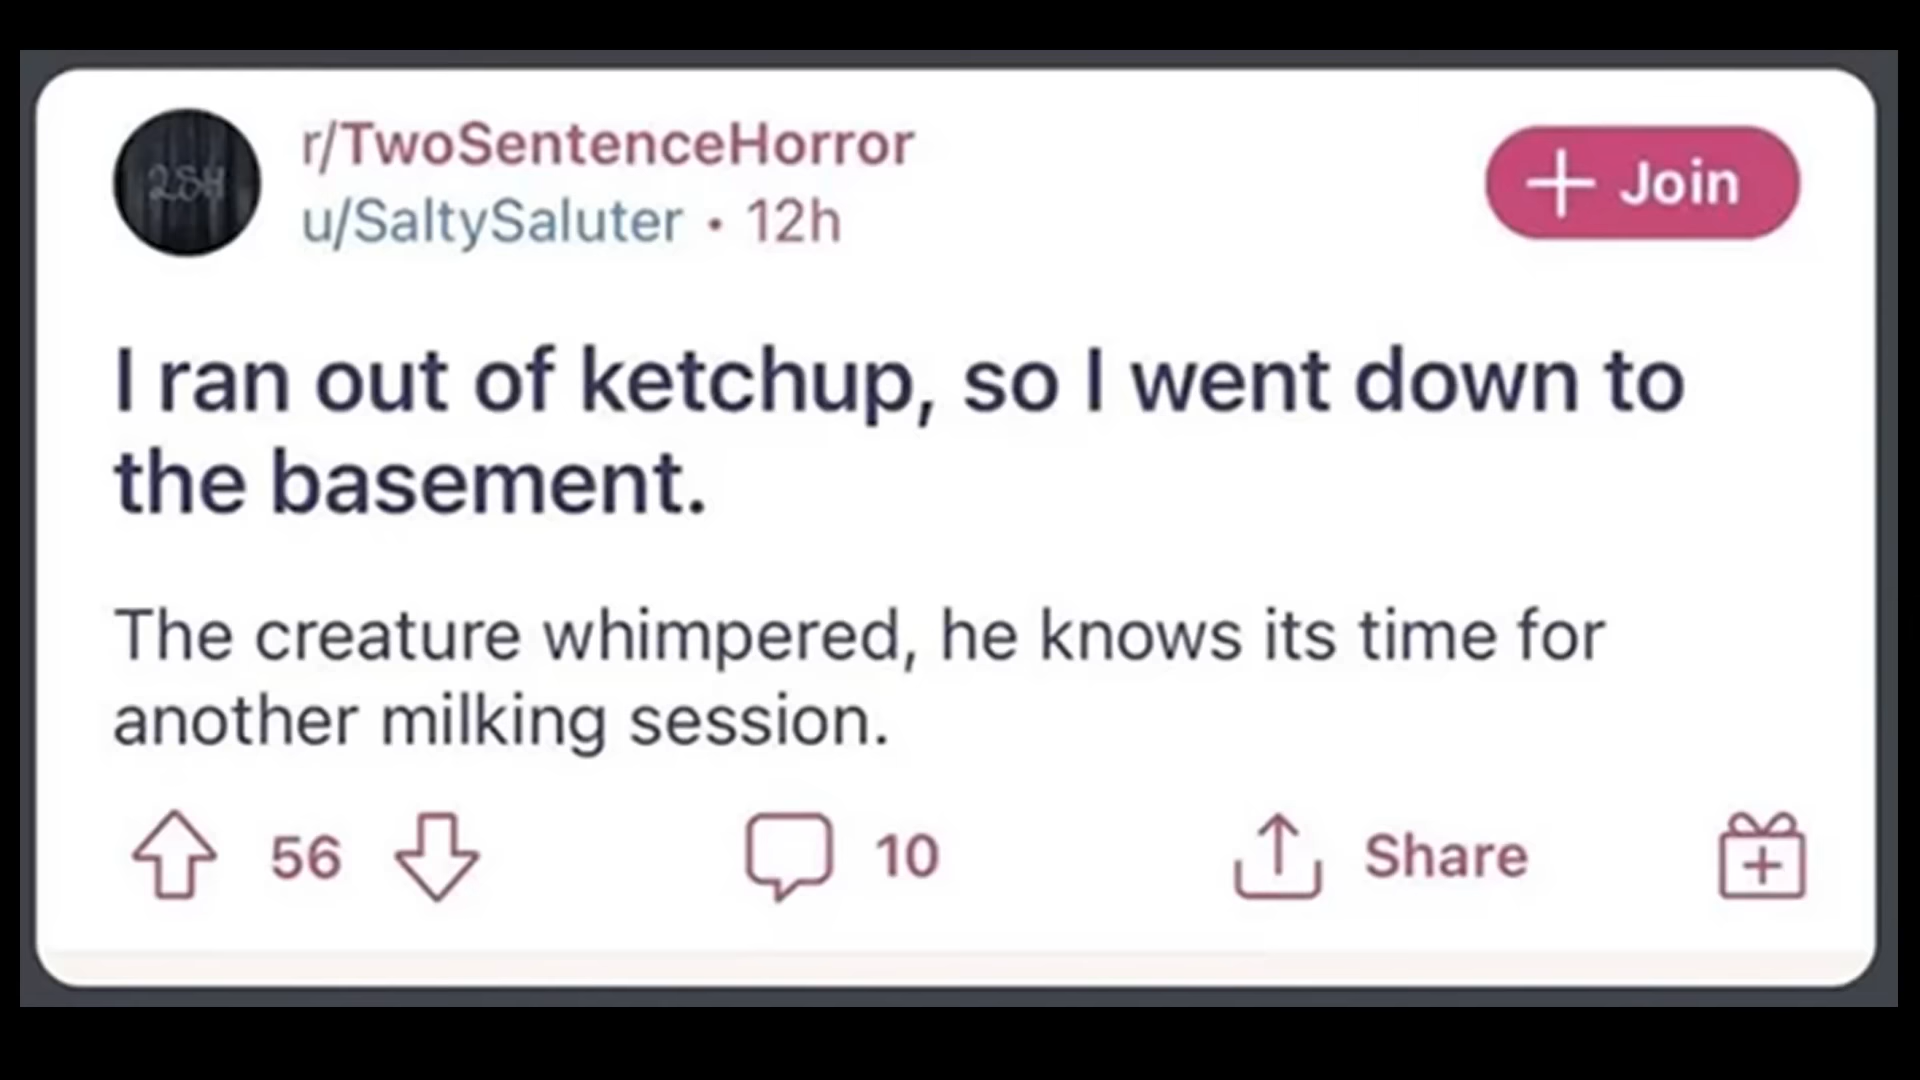 2SH
r/TwoSentenceHorror
u/SaltySaluter • 12h
+ Join
I ran out of ketchup, so I went down to
the basement.
The creature whimpered, he knows its time for
another milking session.
56
10
Share